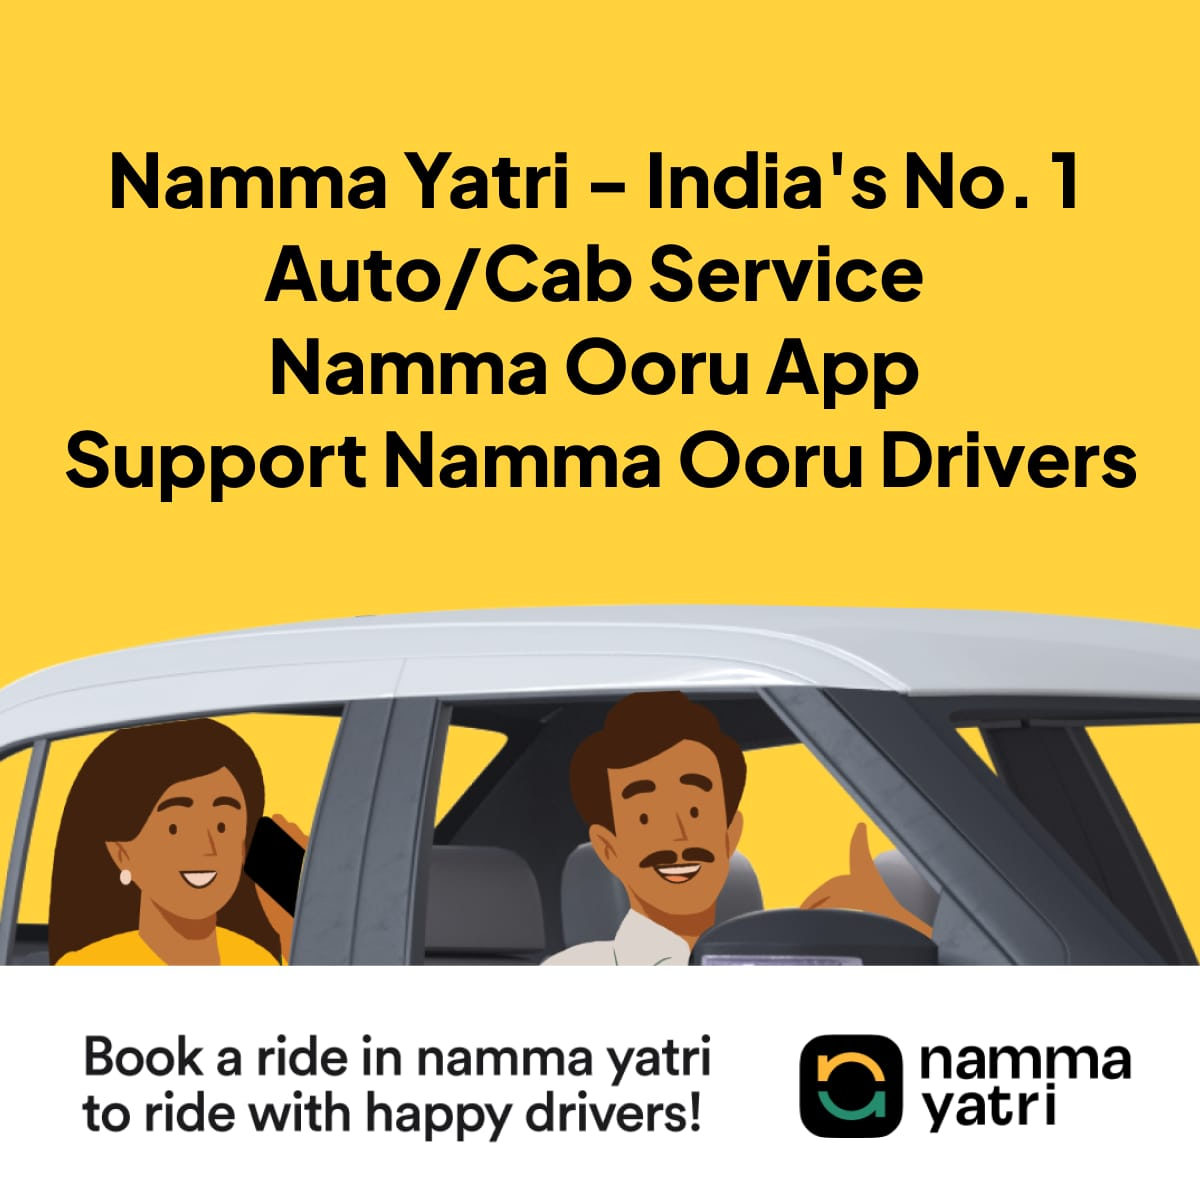 Namma Yatri – India's No. 1
Auto/Cab Service
Namma Ooru App
Support Namma Ooru Drivers
Book a ride in namma yatri
to ride with happy drivers!
namma
yatri